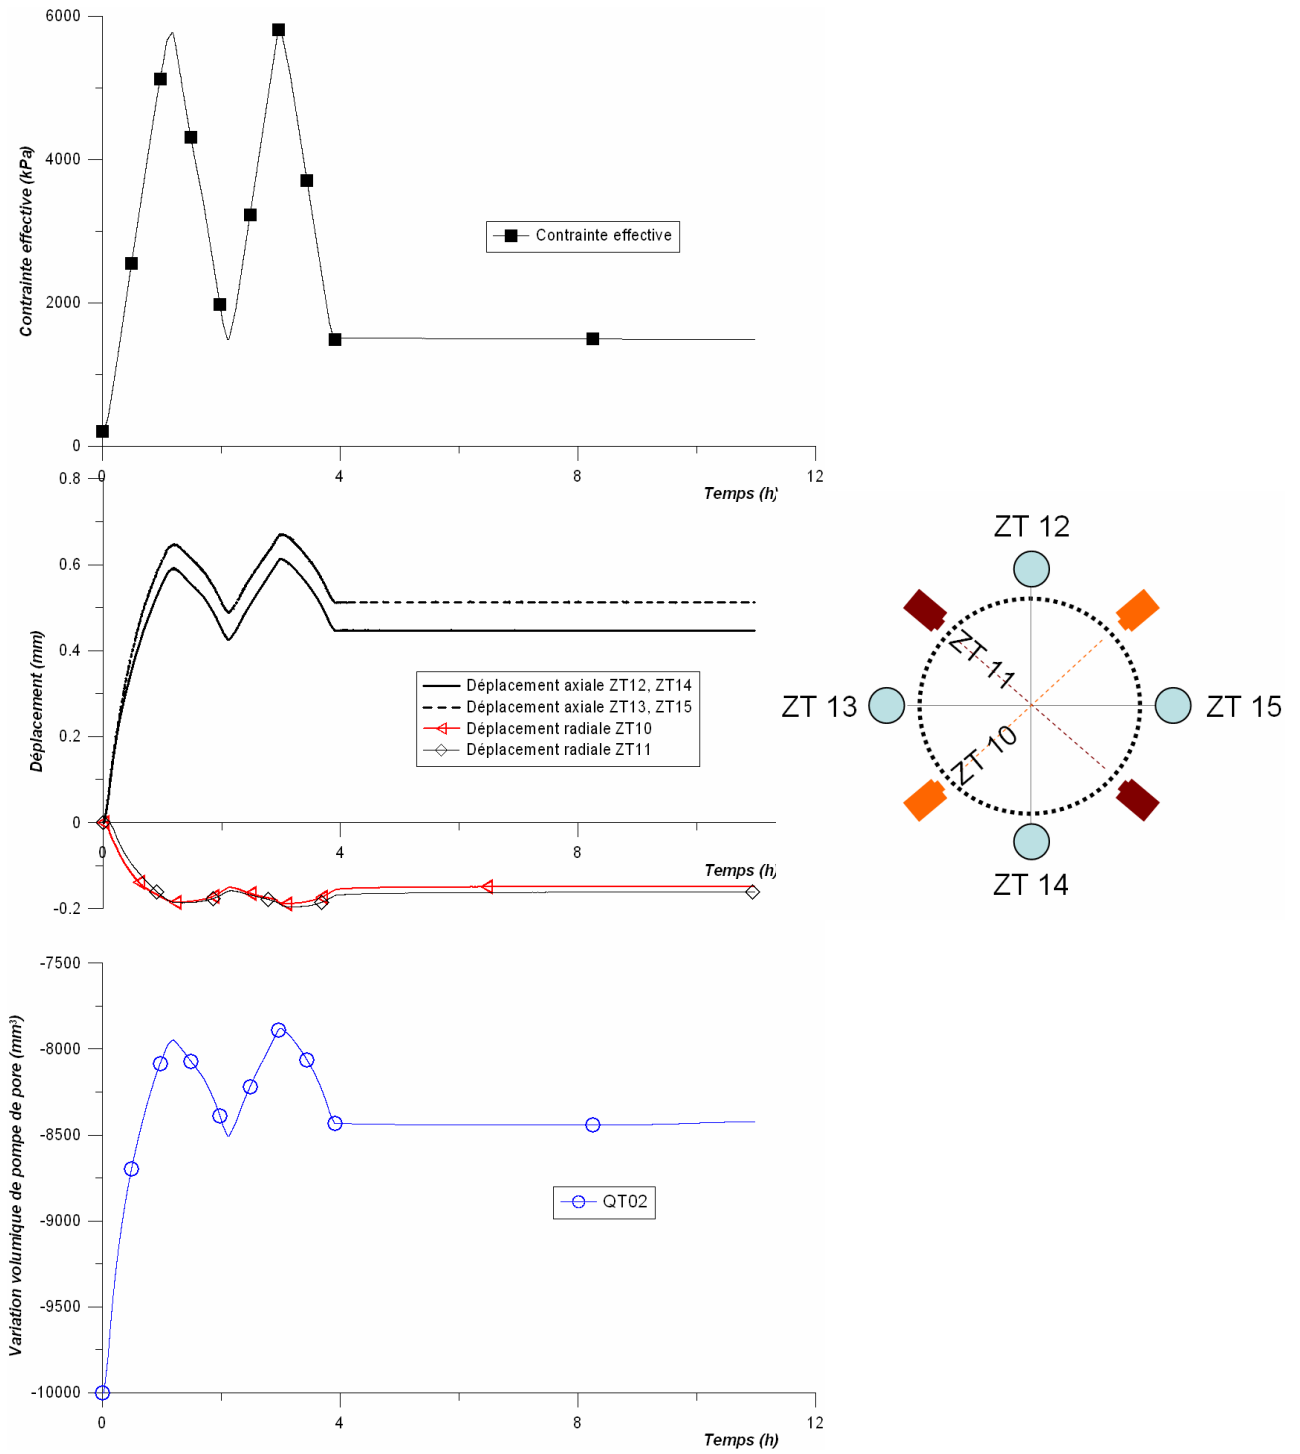 6000
4000
2000
0
Contrainte effective (kPa)
Contrainte effective
0
4
8
12
Temps (h)
0.8
0.6
0.4
0.2
0
-0.2
Déplacement (mm)
Déplacement axiale ZT12, ZT14
Déplacement axiale ZT13, ZT15
Déplacement radiale ZT10
Déplacement radiale ZT11
4
8
Temps (h)
ZT 12
ZT 11
ZT 13
ZT 15
ZT 10
ZT 14
-7500
-8000
-8500
-9000
-9500
-10000
Variation volumique de pompe de pore (mm³)
QT02
0
4
8
12
Temps (h)